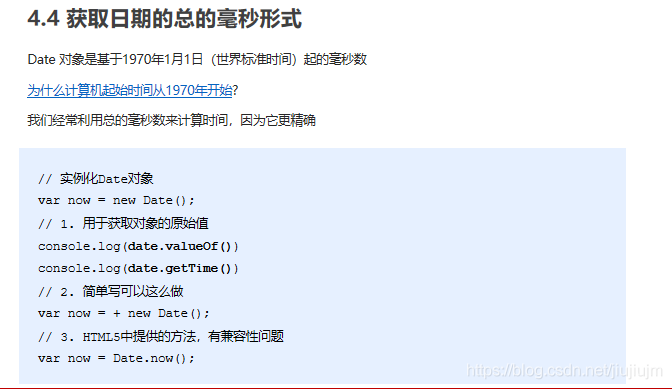 4.4 获取日期的总的毫秒形式
Date 对象是基于1970年1月1日（世界标准时间）起的毫秒数
为什么计算机起始时间从1970年开始?
我们经常利用总的毫秒数来计算时间，因为它更精确
// 实例化Date对象
var now = new Date();
// 1. 用于获取对象的原始值
console.log(date.valueOf())
console.log(date.getTime())
// 2. 简单写可以这么做
var now = + new Date();
// 3. HTML5中提供的方法，有兼容性问题
var now = Date.now();
https://blog.csdn.net/jiujiujm